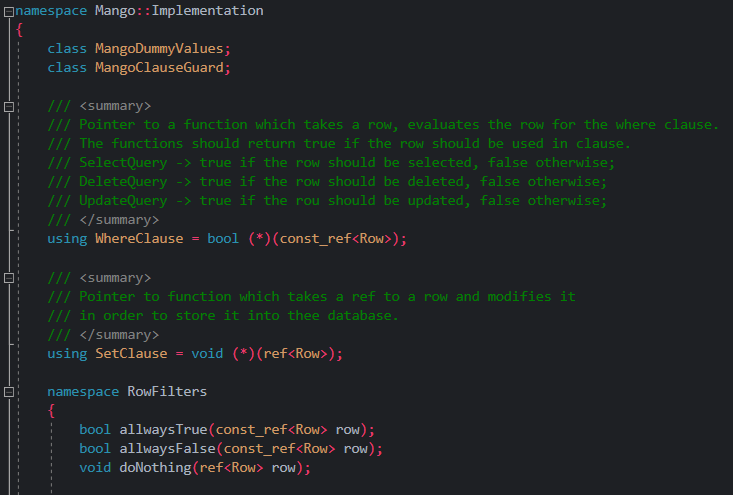 namespace Mango::Implementation
{
class MangoDummyValues;
class MangoClauseGuard;
/// <summary>
/// Pointer to a function which takes a row, evaluates the row for the where clause.
/// The functions should return true if the row should be used in clause.
/// SelectQuery -> true if the row should be selected, false otherwise;
/// DeleteQuery -> true if the row should be deleted, false otherwise;
/// UpdateQuery -> true if the rou should be updated, false otherwise;
/// </summary>
using WhereClause = bool (*)(const_ref<Row>);
/// <summary>
/// Pointer to function which takes a ref to a row and modifies it
/// in order to store it into thee database.
/// </summary>
using SetClause = void (*)(ref<Row>);
namespace RowFilters
{
bool allwaysTrue(const_ref<Row> row);
bool allwaysFalse(const_ref<Row> row);
void doNothing(ref<Row> row);